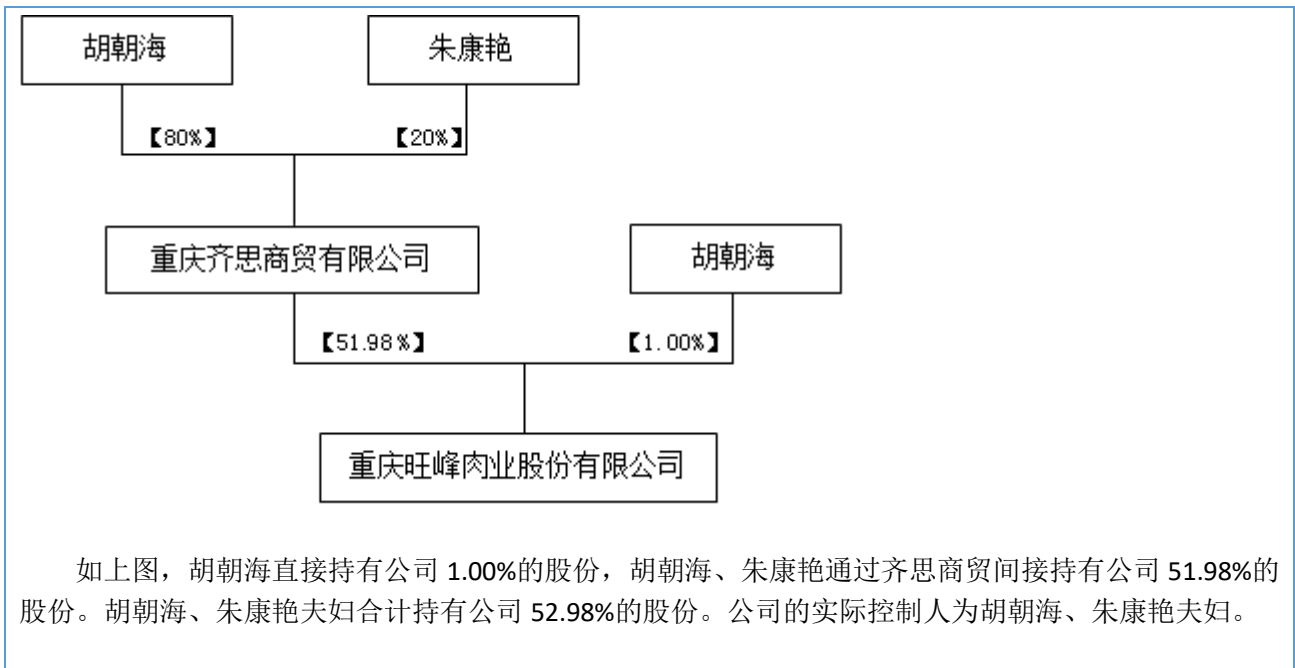 胡朝海
朱康艳
【80%】
【20%】
重庆齐思商贸有限公司
胡朝海
【51.98%】
【1.00%】
重庆旺峰肉业股份有限公司
如上图，胡朝海直接持有公司 1.00%的股份，胡朝海、朱康艳通过齐思商贸间接持有公司 51.98%的
股份。胡朝海、朱康艳夫妇合计持有公司 52.98%的股份。公司的实际控制人为胡朝海、朱康艳夫妇。